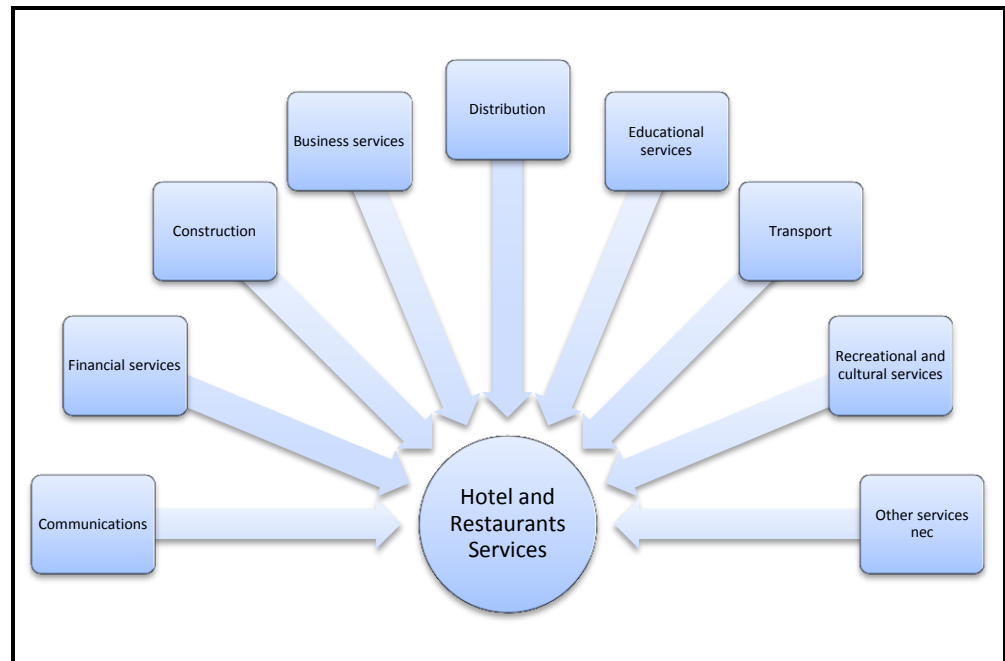 Distribution
Business services
Educational
services
Construction
Transport
Financial services
Recreational and
cultural services
Communications
Hotel and
Restaurants
Services
Other services
nec